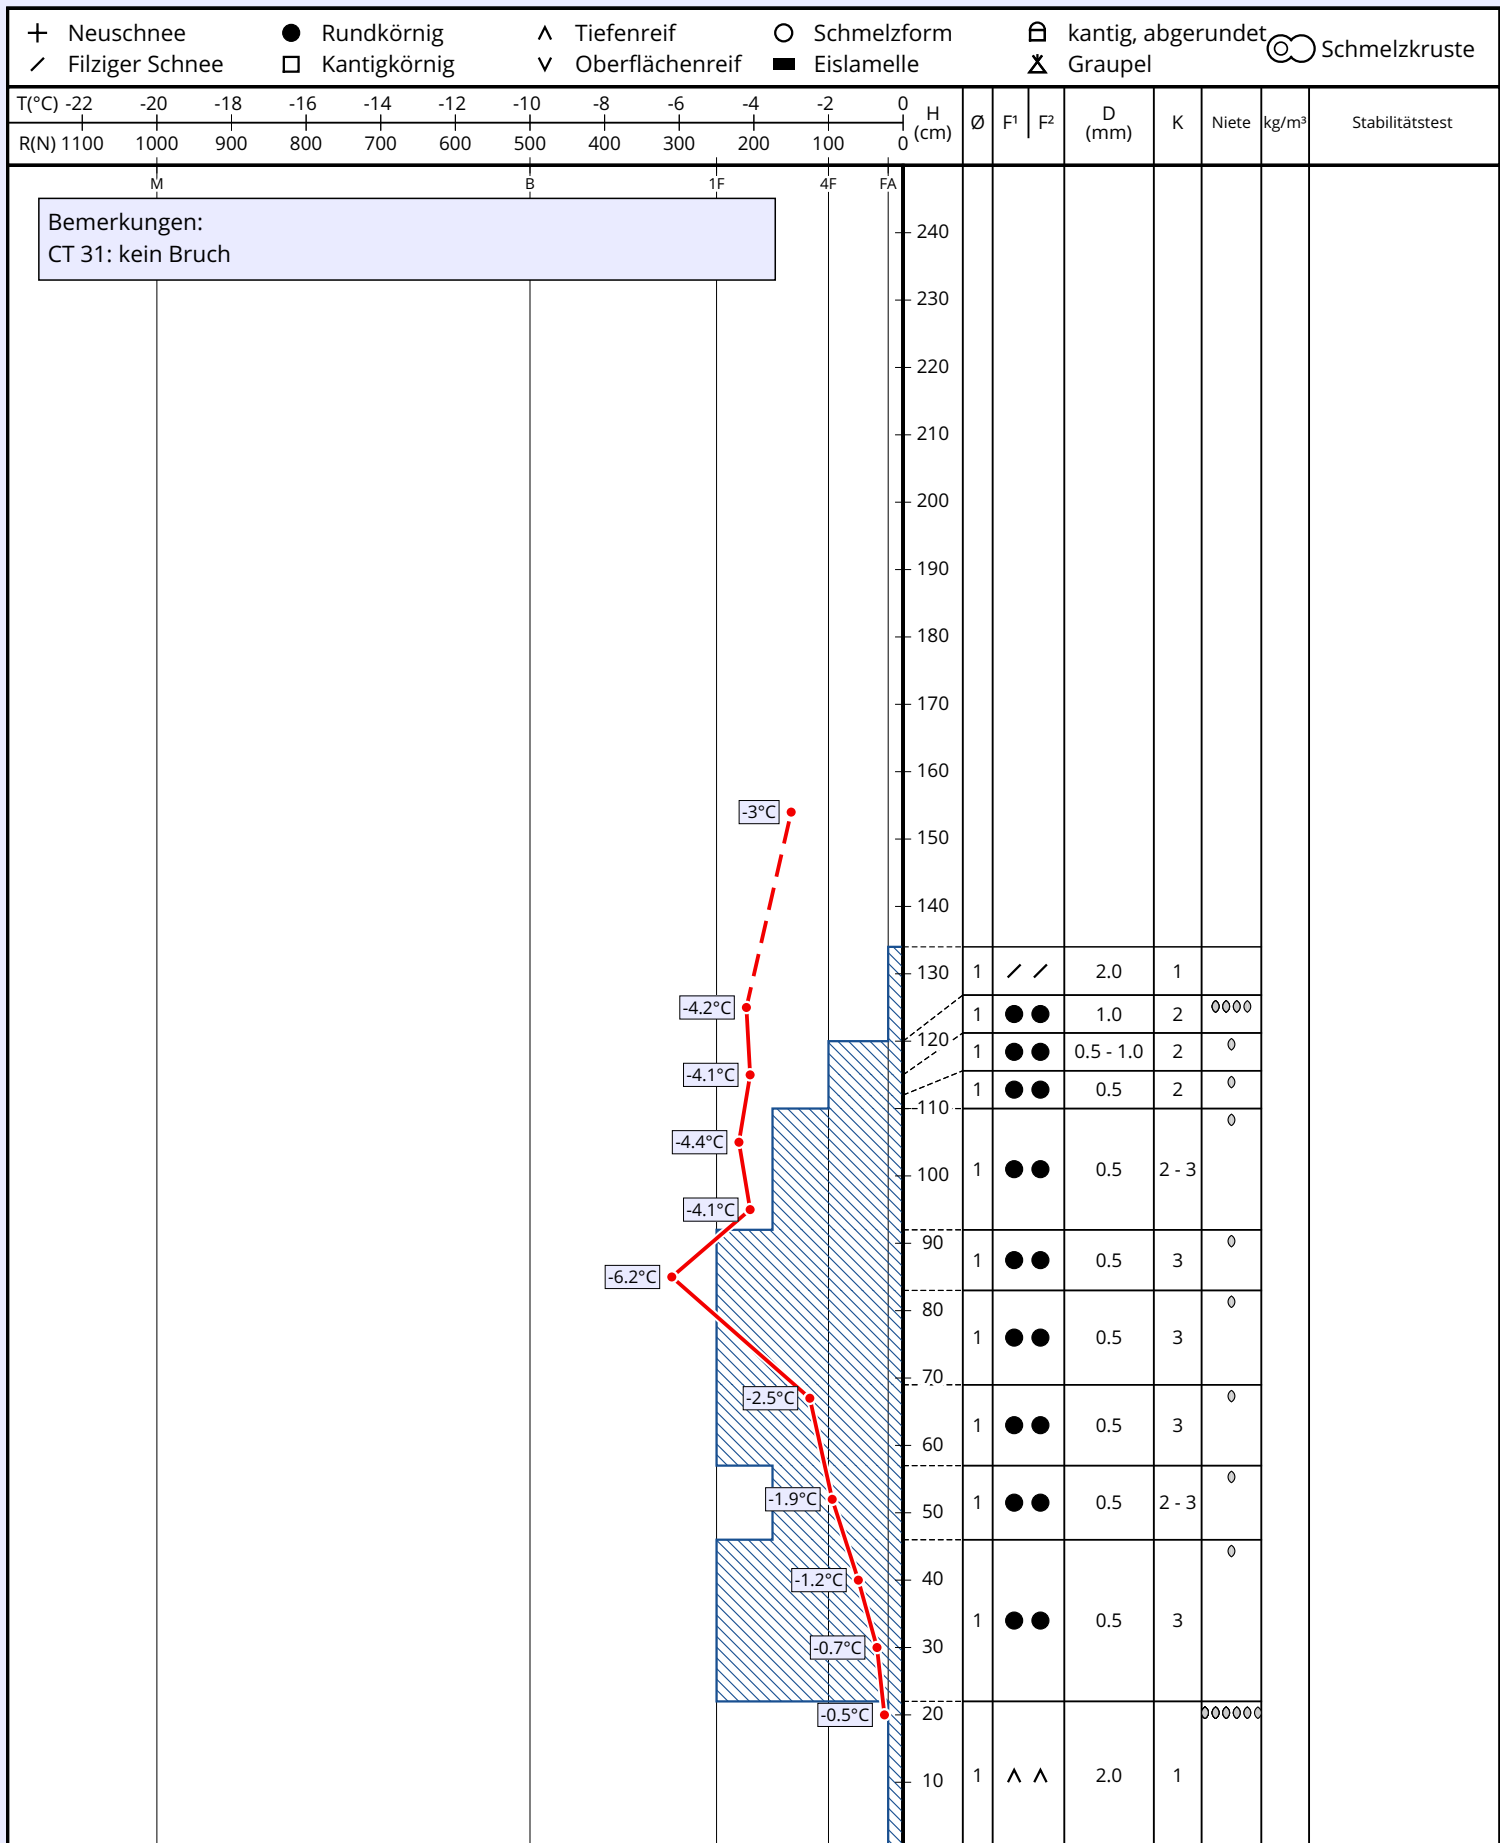 Neuschnee Rundkörnig Tiefenreif Schmelzform kantig, abgerundet Schmelzkruste
Filziger Schnee Kantigkörnig Oberflächenreif Eislamelle Graupel
T(°C) -22 -20 -18 -16 -14 -12 -10 -8 -6 -4 -2 0
R(N) 1100 1000 900 800 700 600 500 400 300 200 100 0
H (cm) Ø F¹ F² D (mm) K Niete kg/m³ Stabilitätstest
M B 1F 4F FA
Bemerkungen:
CT 31: kein Bruch
240
230
220
210
200
190
180
170
160
-3°C
150
140
130 1 2.0 1
-4.2°C
1 1.0 2
120
1 0.5 - 1.0 2
-4.1°C
1 0.5 2
110
-4.4°C
100 1 0.5 2 - 3
-4.1°C
90
1 0.5 3
-6.2°C
80
1 0.5 3
70
-2.5°C
1 0.5 3
60
-1.9°C 1 0.5 2 - 3
50
-1.2°C 40
1 0.5 3
-0.7°C 30
-0.5°C 20
10 1 2.0 1